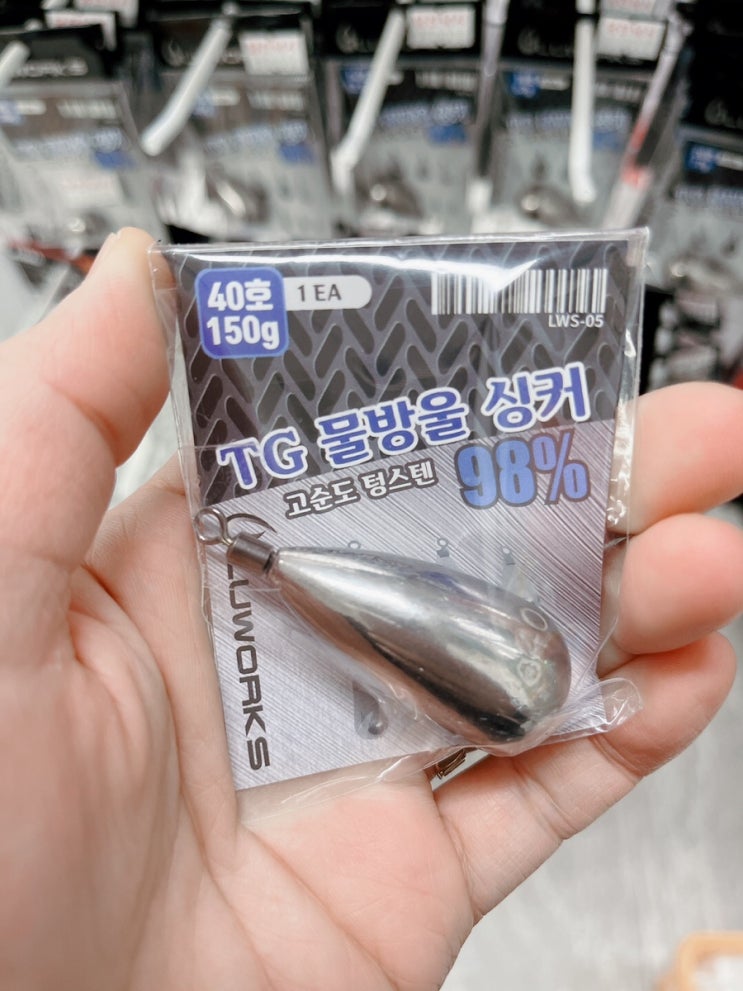 40호
150g
1 EA
LWS-05
TG 물방울 싱커
고순도 텅스텐 98%
LUWORKS